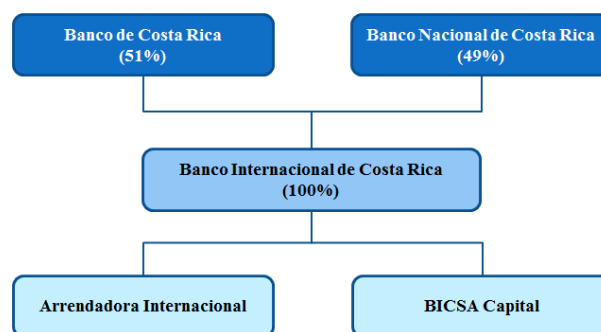 Banco de Costa Rica
(51%)
Banco Nacional de Costa Rica
(49%)
Banco Internacional de Costa Rica
(100%)
Arrendadora Internacional
BICSA Capital